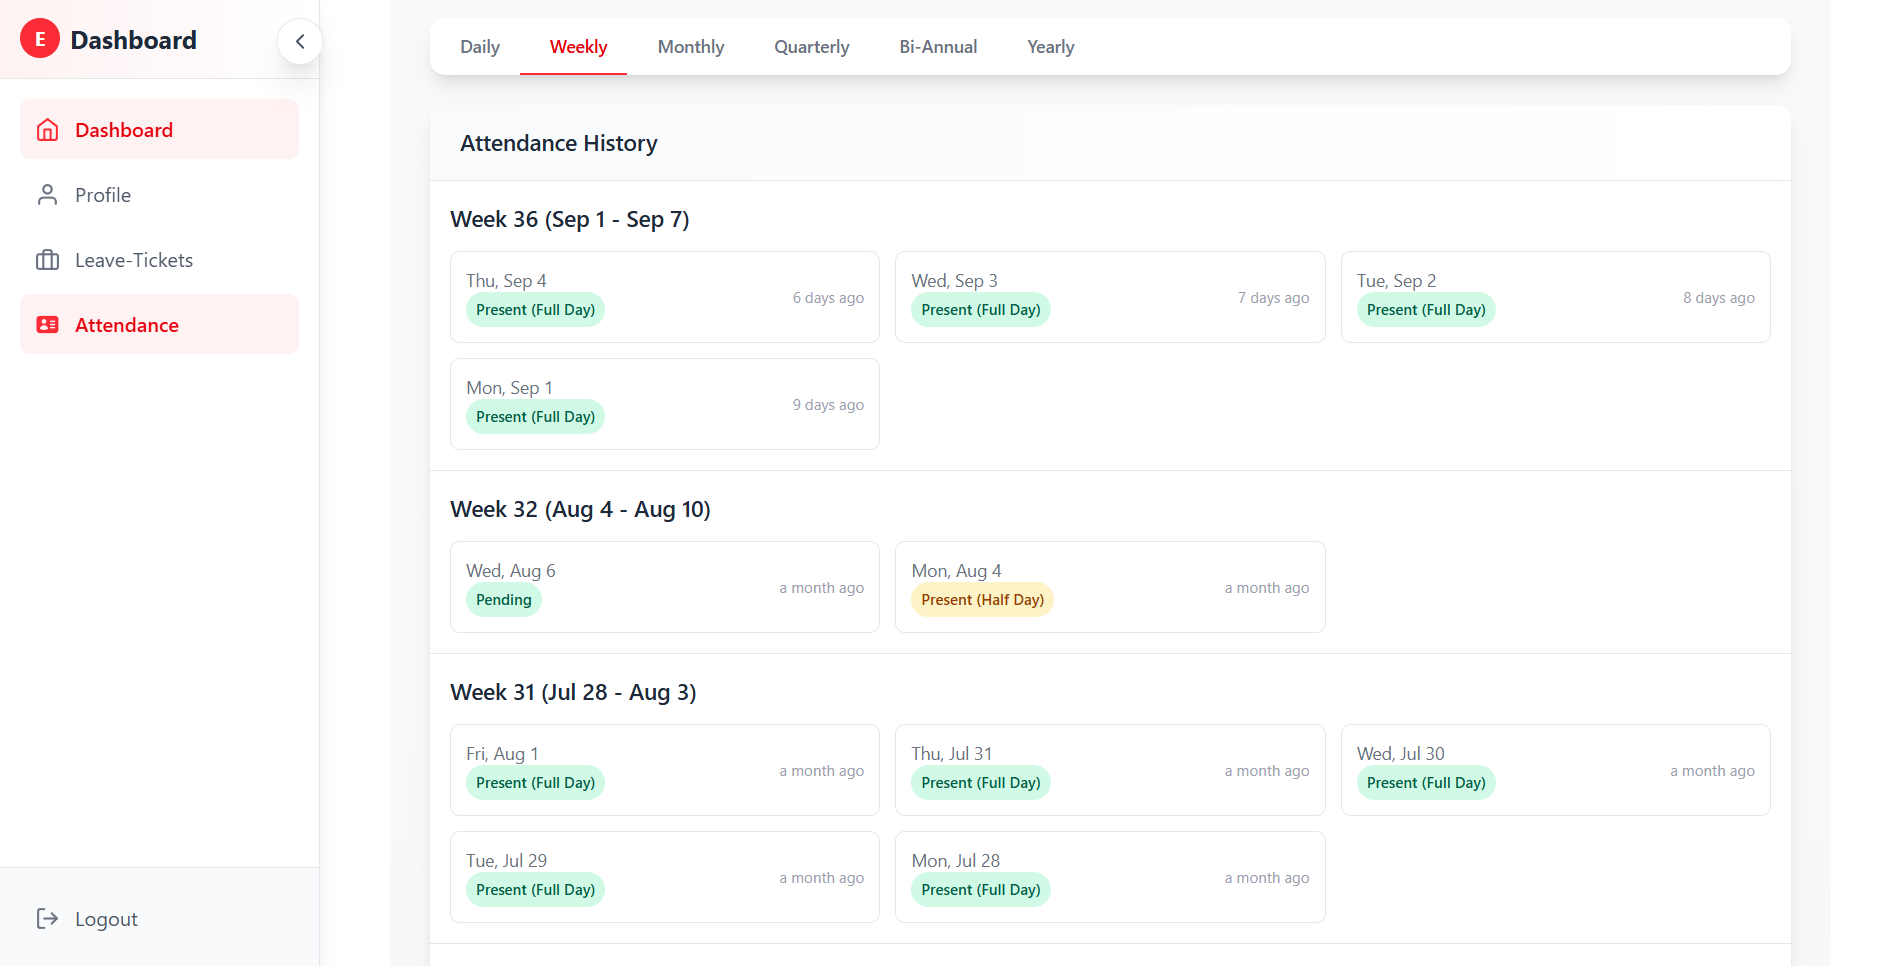 E Dashboard
Dashboard
Profile
Leave-Tickets
Attendance
Logout
Daily Weekly Monthly Quarterly Bi-Annual Yearly
Attendance History
Week 36 (Sep 1 - Sep 7)
Thu, Sep 4
Present (Full Day)
6 days ago
Wed, Sep 3
Present (Full Day)
7 days ago
Tue, Sep 2
Present (Full Day)
8 days ago
Mon, Sep 1
Present (Full Day)
9 days ago
Week 32 (Aug 4 - Aug 10)
Wed, Aug 6
Pending
a month ago
Mon, Aug 4
Present (Half Day)
a month ago
Week 31 (Jul 28 - Aug 3)
Fri, Aug 1
Present (Full Day)
a month ago
Thu, Jul 31
Present (Full Day)
a month ago
Wed, Jul 30
Present (Full Day)
a month ago
Tue, Jul 29
Present (Full Day)
a month ago
Mon, Jul 28
Present (Full Day)
a month ago